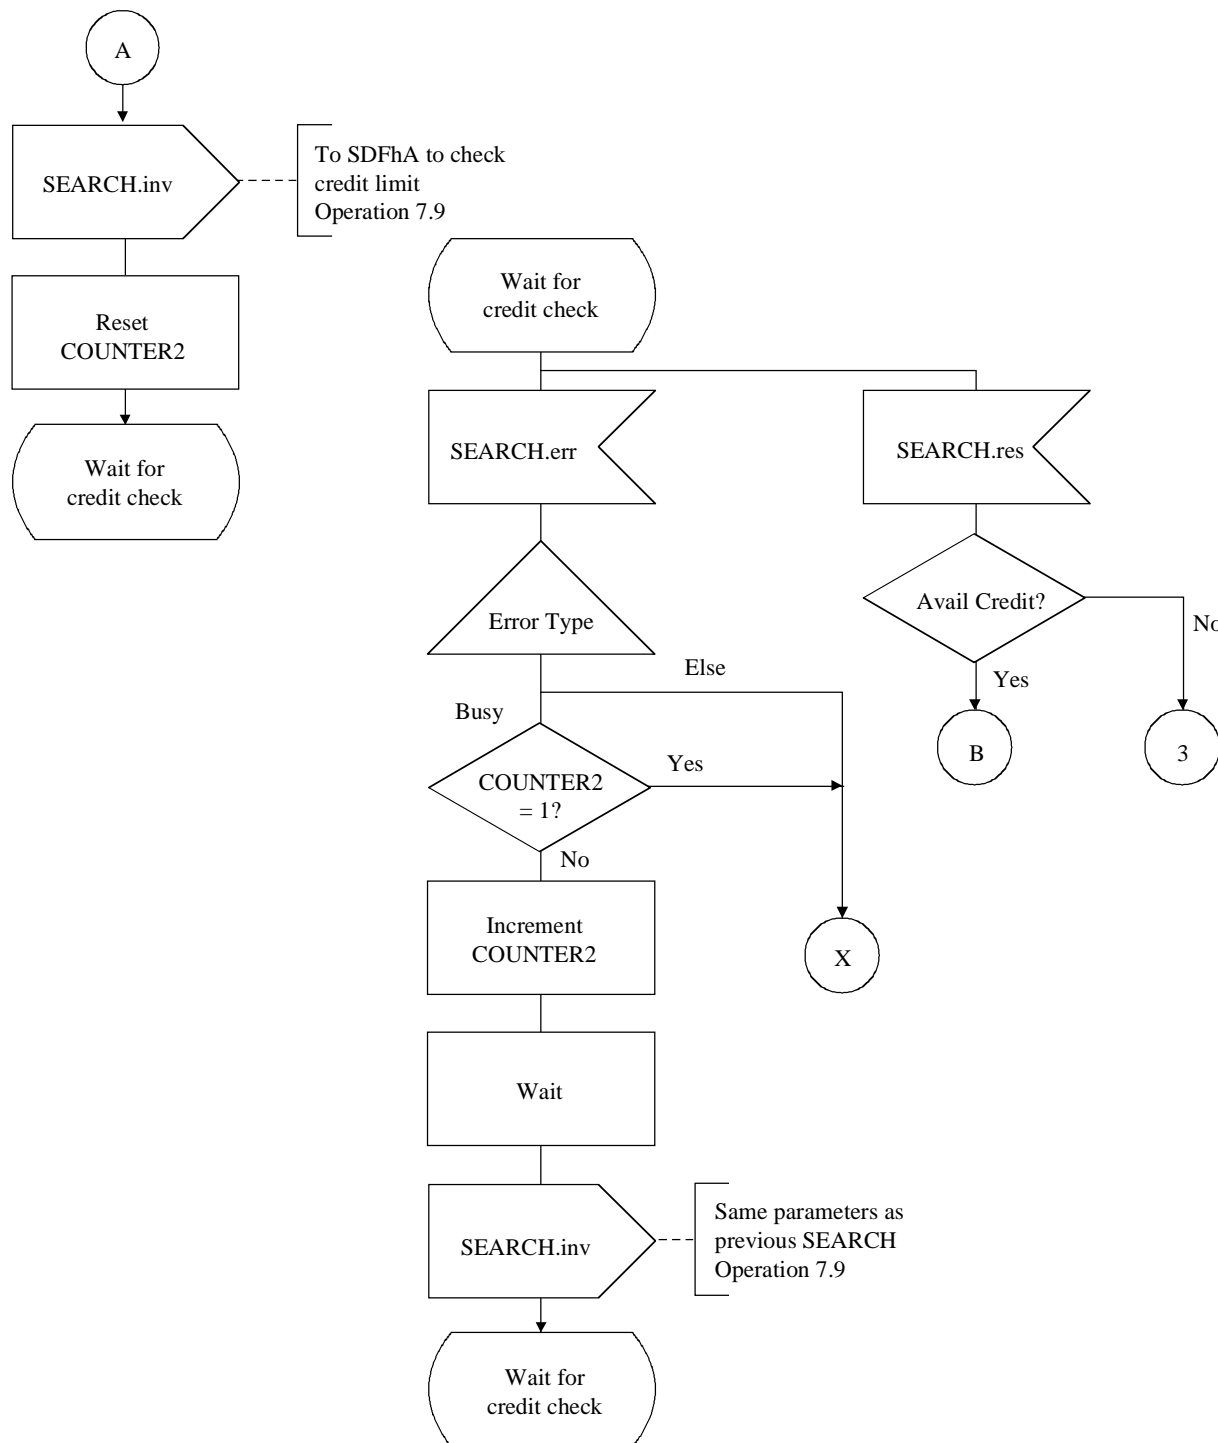 A
SEARCH.inv
To SDFhA to check
credit limit
Operation 7.9
Reset
COUNTER2
Wait for
credit check
Wait for
credit check
SEARCH.err
SEARCH.res
Error Type
Avail Credit?
No
Else
Yes
Busy
B
3
COUNTER2
= 1?
Yes
No
Increment
COUNTER2
X
Wait
SEARCH.inv
Same parameters as
previous SEARCH
Operation 7.9
Wait for
credit check